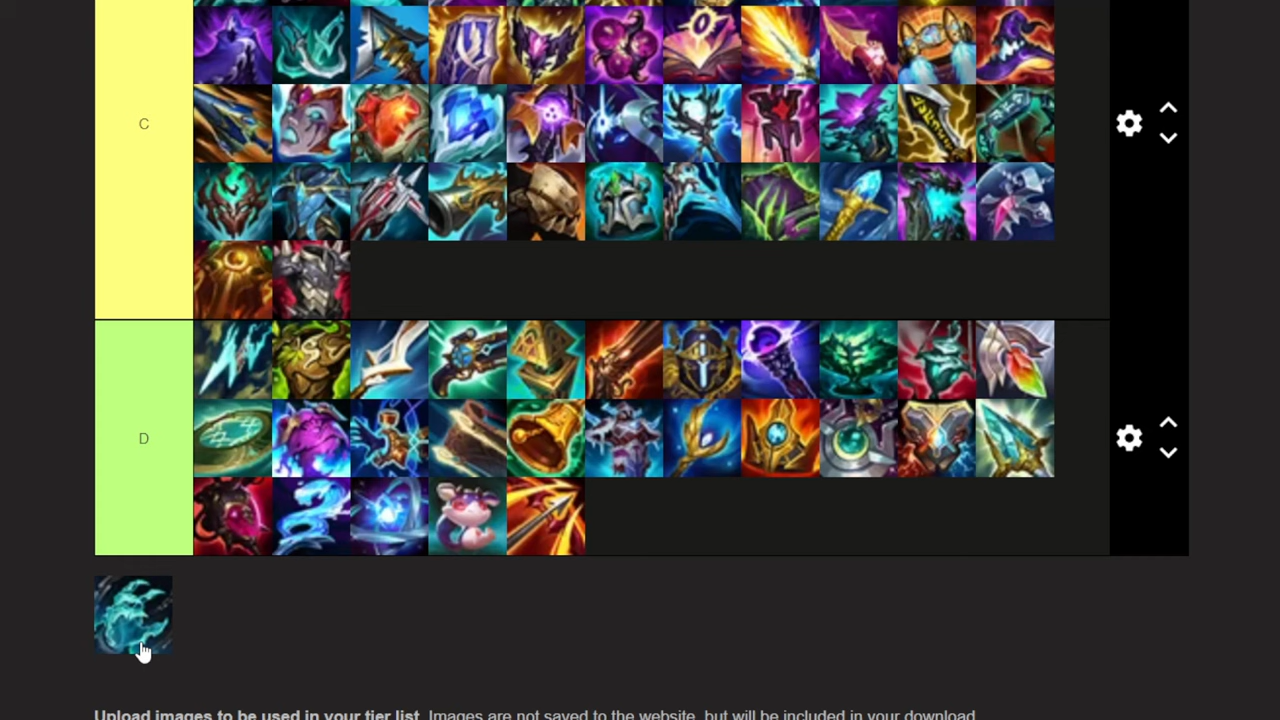 C
D
Upload images to be used in your tier list. Images are not saved to the website, but will be included in your download